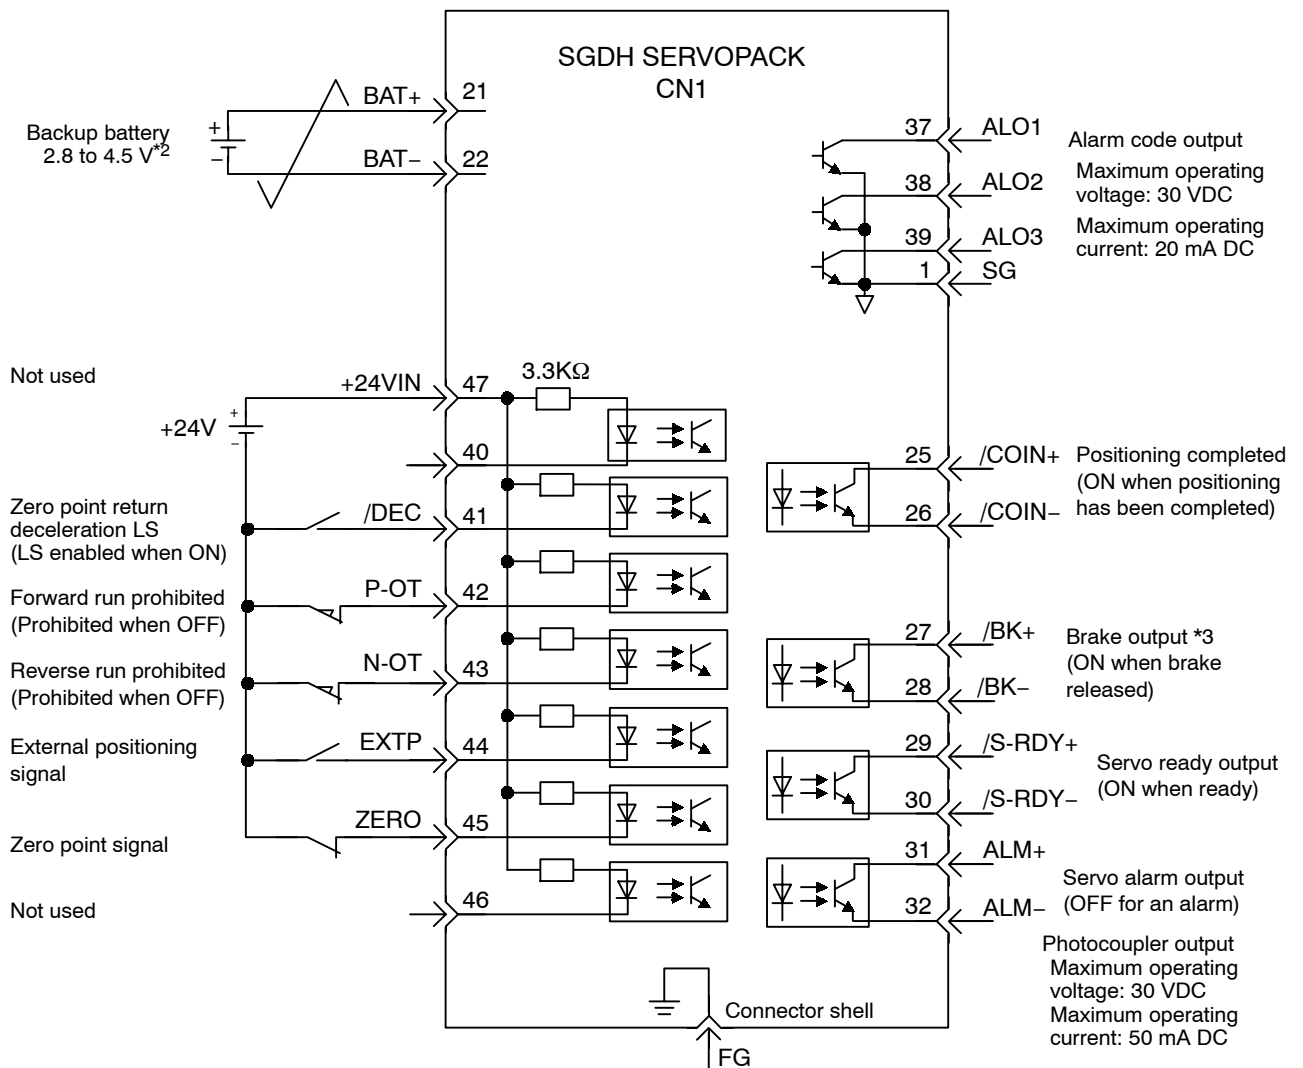 SGDH SERVOPACK
CN1
BAT+ 21
Backup battery
2.8 to 4.5 V*2
+
−
BAT− 22
37 ALO1
Alarm code output
38 ALO2
Maximum operating
voltage: 30 VDC
39 ALO3
Maximum operating
current: 20 mA DC
1 SG
Not used
+24VIN 47
3.3KΩ
+24V
+
−
40
Zero point return
deceleration LS
(LS enabled when ON)
/DEC 41
Forward run prohibited
(Prohibited when OFF)
P-OT 42
Reverse run prohibited
(Prohibited when OFF)
N-OT 43
External positioning
signal
EXTP 44
Zero point signal
ZERO 45
Not used
46
25 /COIN+
26 /COIN−
Positioning completed
(ON when positioning
has been completed)
27 /BK+
28 /BK−
Brake output *3
(ON when brake
released)
29 /S-RDY+
30 /S-RDY−
Servo ready output
(ON when ready)
31 ALM+
32 ALM−
Servo alarm output
(OFF for an alarm)
Photocoupler output
Maximum operating
voltage: 30 VDC
Maximum operating
current: 50 mA DC
Connector shell
FG